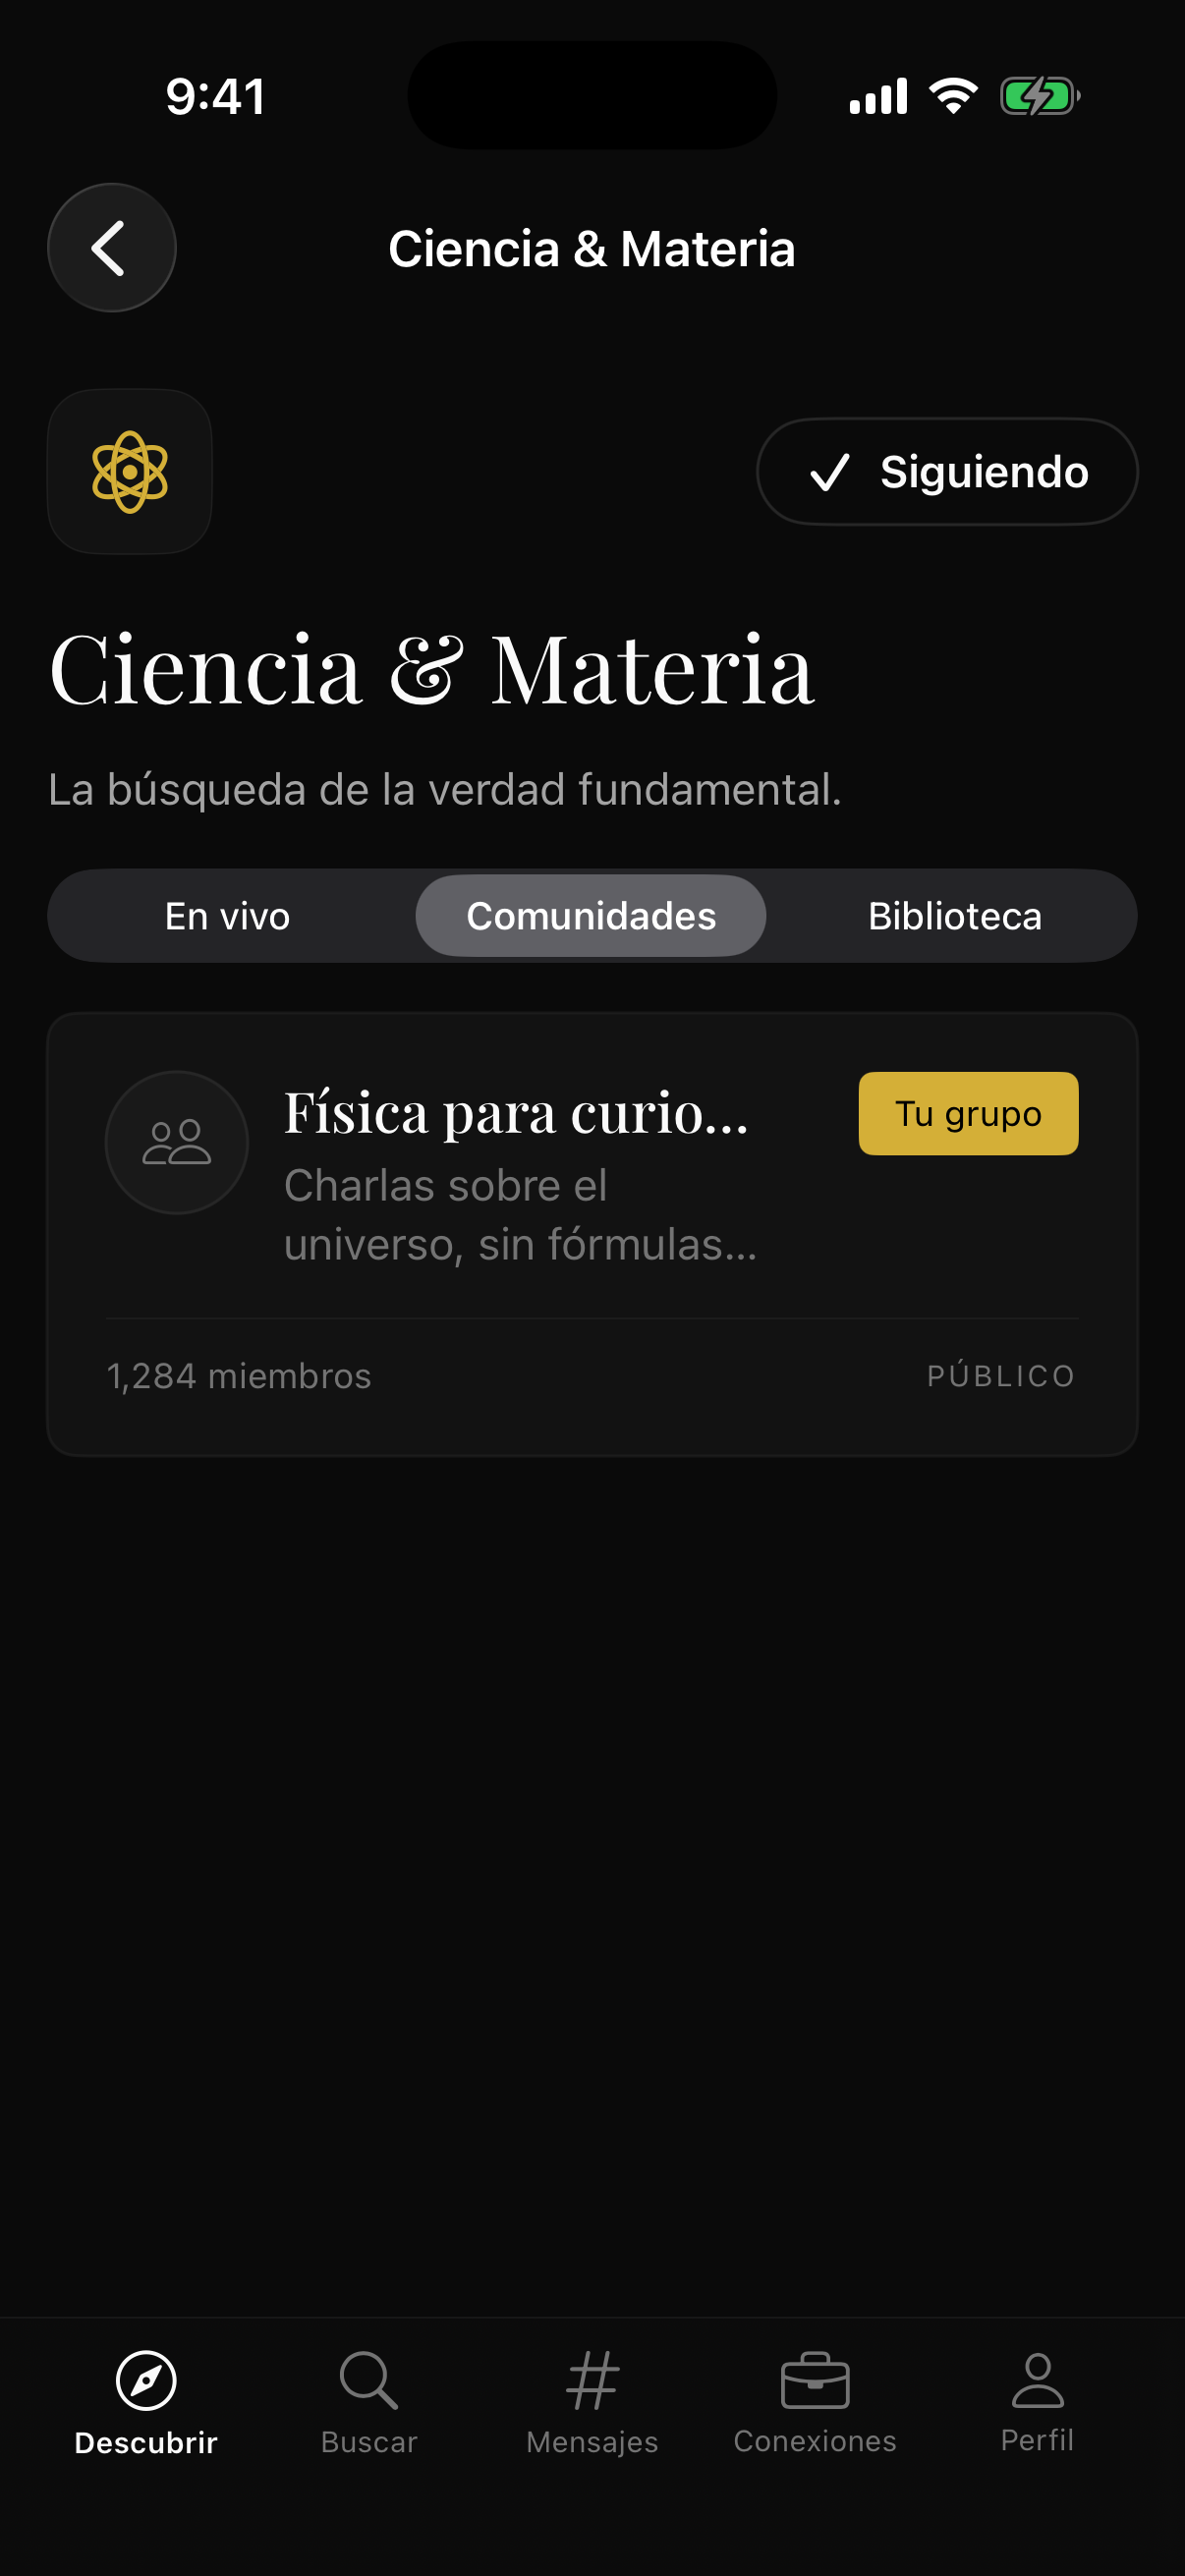 9:41
Ciencia & Materia
Siguiendo
Ciencia & Materia
La búsqueda de la verdad fundamental.
En vivo
Comunidades
Biblioteca
Física para curio...
Tu grupo
Charlas sobre el
universo, sin fórmulas...
1,284 miembros
PÚBLICO
Descubrir
Buscar
Mensajes
Conexiones
Perfil